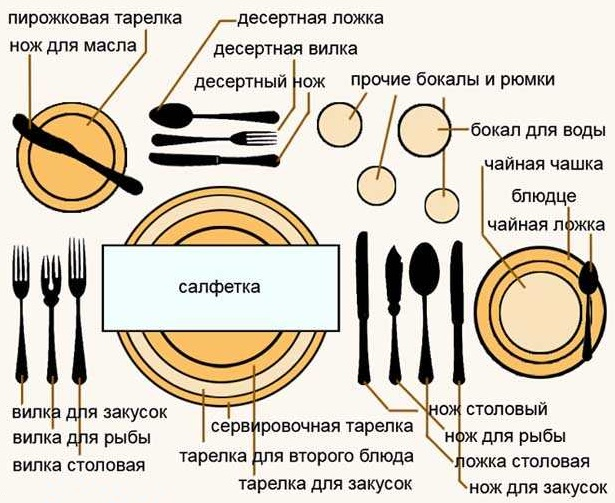 пирожковая тарелка
нож для масла
десертная ложка
десертная вилка
десертный нож
прочие бокалы и рюмки
бокал для воды
чайная чашка
блюдце
чайная ложка
салфетка
вилка для закусок
вилка для рыбы
вилка столовая
сервировочная тарелка
тарелка для второго блюда
тарелка для закусок
нож столовый
нож для рыбы
ложка столовая
нож для закусок